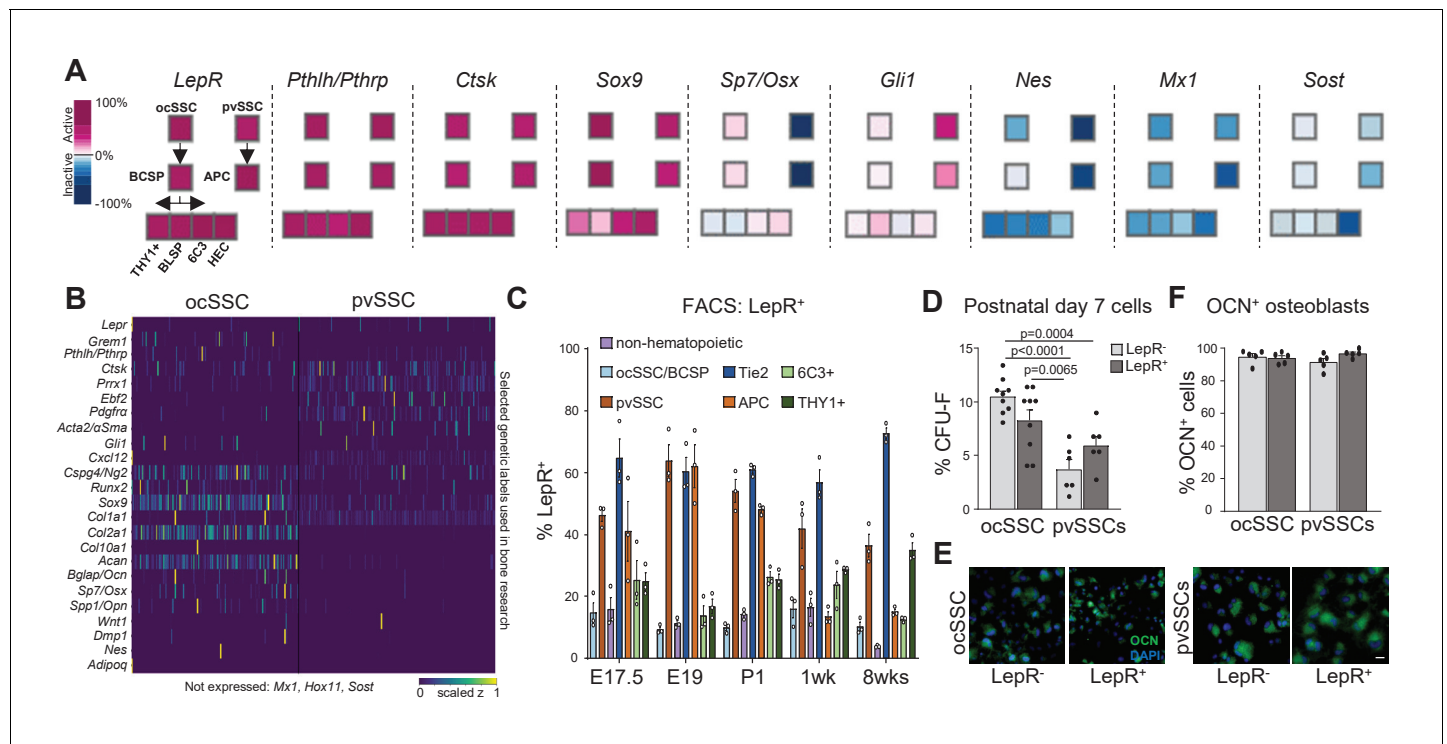 A
LepR
Pthlh/Pthrp
Ctsk
Sox9
Sp7/Osx
Gli1
Nes
Mx1
Sost
100%
Active
0%
Inactive
-100%
ocSSC
pvSSC
BCSP
APC
THY1+
BLSP
6C3
HEC
B
ocSSC
pvSSC
Lepr
Grem1
Pthlh/Pthrp
Ctsk
Prrx1
Ebf2
Pdgfrα
Acta2/αSma
Gli1
Cxcl12
Cspg4/Ng2
Runx2
Sox9
Col1a1
Col2a1
Col10a1
Acan
Bglap/Ocn
Sp7/Osx
Spp1/Opn
Wnt1
Dmp1
Nes
Adipoq
Selected genetic labels used in bone research
Not expressed: Mx1, Hox11, Sost
0 scaled z 1
C
FACS: LepR+
non-hematopoietic
ocSSC/BCSP
Tie2
6C3+
pvSSC
APC
THY1+
% LepR+
100
80
60
40
20
0
E17.5
E19
P1
1wk
8wks
D
Postnatal day 7 cells
p=0.0004
p<0.0001
p=0.0065
LepR-
LepR+
% CFU-F
15
10
5
0
ocSSC
pvSSCs
F
OCN+ osteoblasts
% OCN+ cells
100
80
60
40
20
0
ocSSC
pvSSCs
E
ocSSC
OCN
DAPI
LepR-
LepR+
pvSSCs
LepR-
LepR+